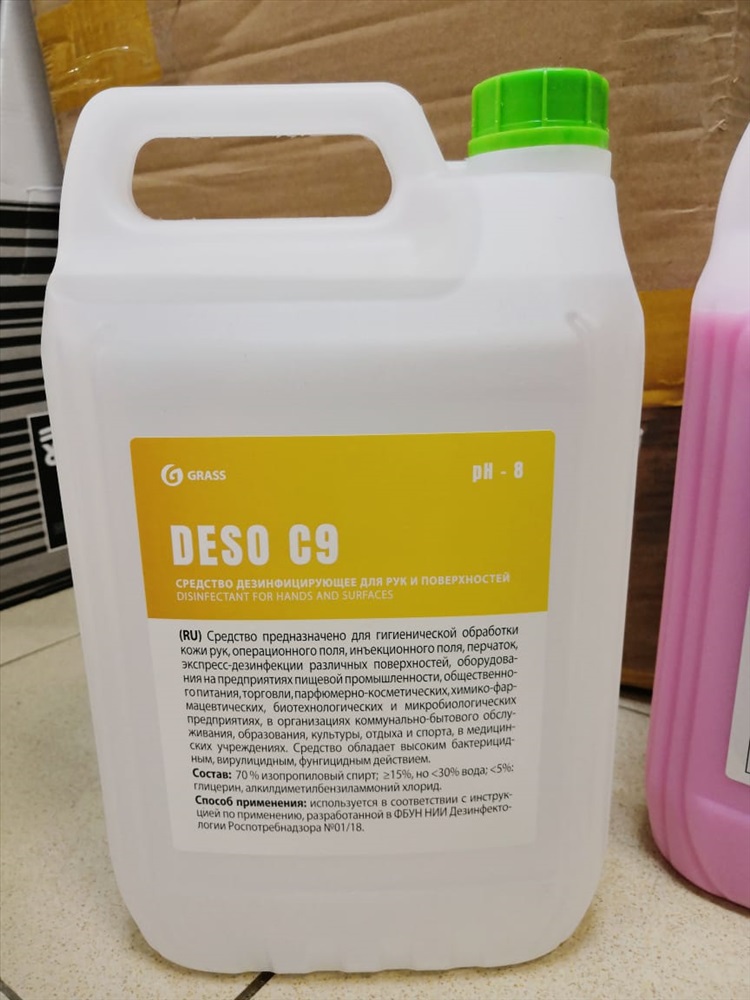 GRASS
pH - 8
DESO C9
СРЕДСТВО ДЕЗИНФИЦИРУЮЩЕЕ ДЛЯ РУК И ПОВЕРХНОСТЕЙ
DISINFECTANT FOR HANDS AND SURFACES
(RU) Средство предназначено для гигиенической обработки
кожи рук, операционного поля, инъекционного поля, перчаток,
экспресс-дезинфекции различных поверхностей, оборудова-
ния на предприятиях пищевой промышленности, общественно-
го питания, торговли, парфюмерно-косметических, химико-фар-
мацевтических, биотехнологических и микробиологических
предприятиях, в организациях коммунально-бытового обслу-
живания, образования, культуры, отдыха и спорта, в медицин-
ских учреждениях. Средство обладает высоким бактерицид-
ным, вирулицидным, фунгицидным действием.
Состав: 70 % изопропиловый спирт; ≥15%, но <30% вода; <5%:
глицерин, алкилдиметилбензиламмоний хлорид.
Способ применения: используется в соответствии с инструк-
цией по применению, разработанной в ФБУН НИИ Дезинфекто-
логии Роспотребнадзора №01/18.